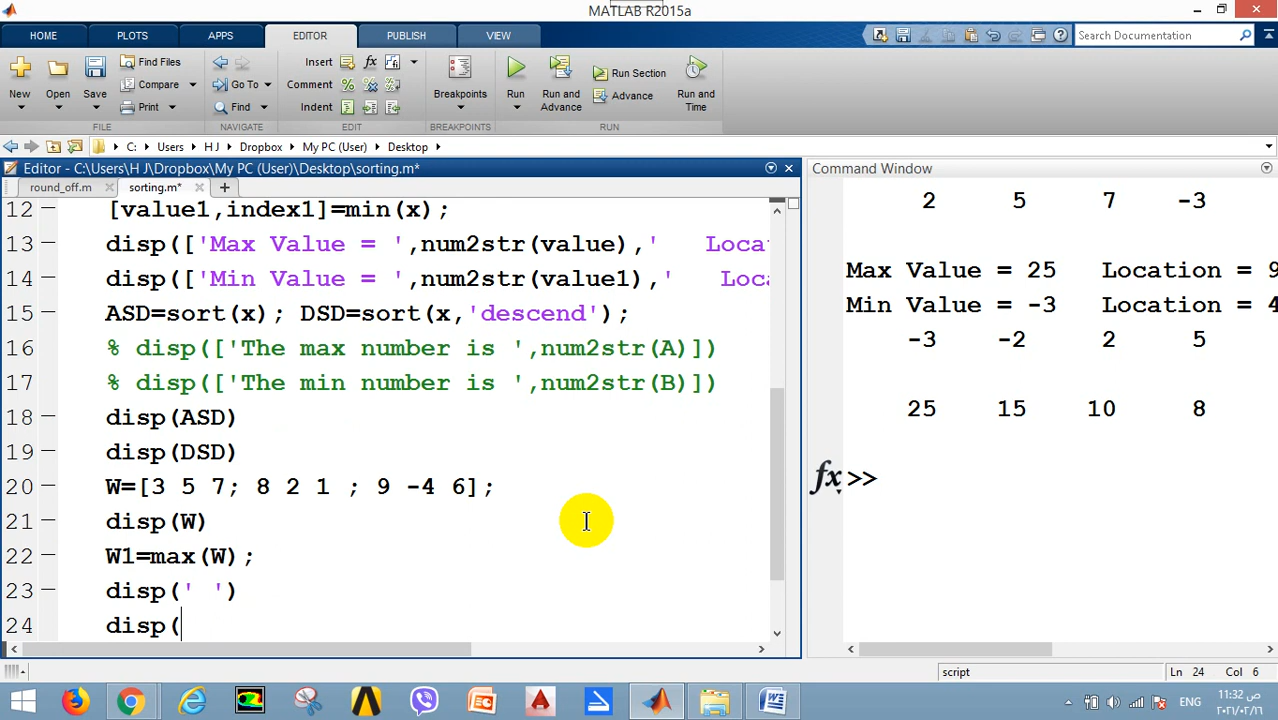 MATLAB R2015a
HOME PLOTS APPS EDITOR PUBLISH VIEW Search Documentation
New Open Save Find Files Compare Print
Go To Find
Insert fx Comment % Indent
Breakpoints
Run Run and Advance Run Section Advance Run and Time
FILE NAVIGATE EDIT BREAKPOINTS RUN
C: Users H J Dropbox My PC (User) Desktop
Editor - C:\Users\H J\Dropbox\My PC (User)\Desktop\sorting.m*
round_off.m sorting.m* +
12 [value1,index1]=min(x);
13 disp(['Max Value = ',num2str(value),'   Loca
14 disp(['Min Value = ',num2str(value1),'   Loca
15 ASD=sort(x); DSD=sort(x,'descend');
16 % disp(['The max number is ',num2str(A)])
17 % disp(['The min number is ',num2str(B)])
18 disp(ASD)
19 disp(DSD)
20 W=[3 5 7; 8 2 1 ; 9 -4 6];
21 disp(W)
22 W1=max(W);
23 disp(' ')
24 disp(
Command Window
2 5 7 -3
Max Value = 25   Location = 9
Min Value = -3   Location = 4
-3 -2 2 5
25 15 10 8
fx >>
script Ln 24 Col 6
W ENG
11:32 ص